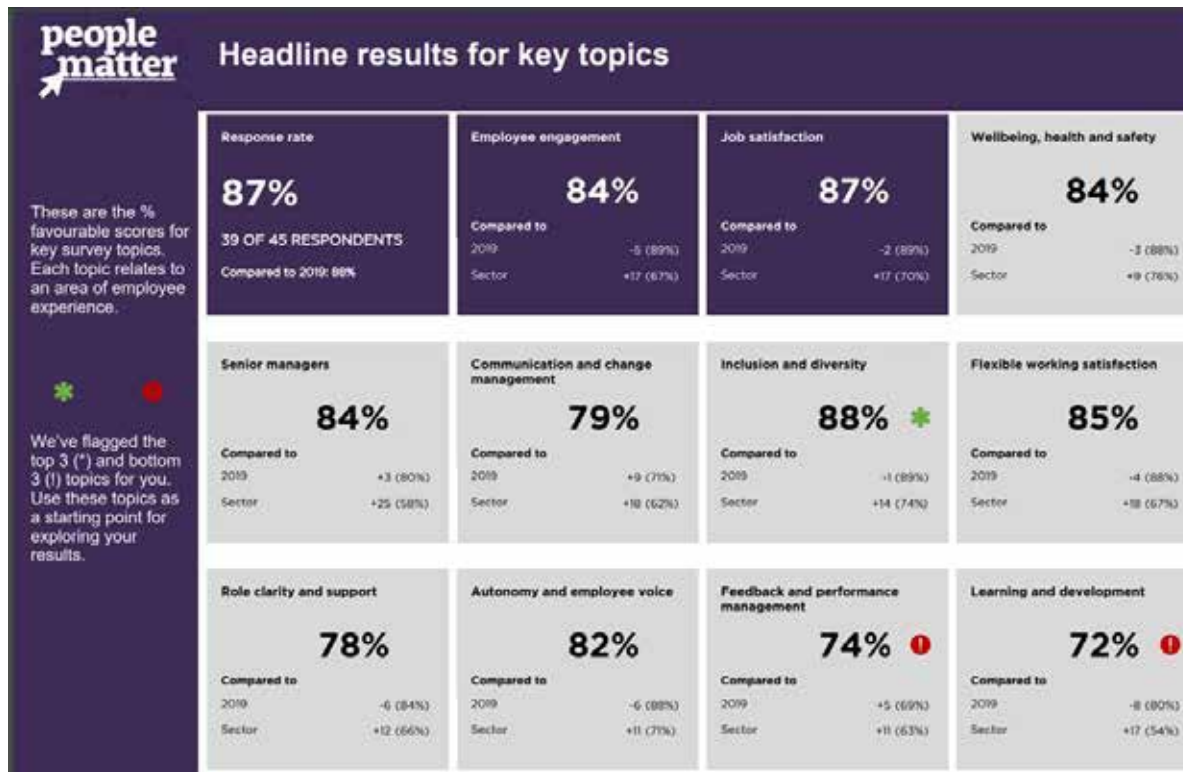 people
matter
Headline results for key topics
These are the %
favourable scores for
key survey topics.
Each topic relates to
an area of employee
experience.
* !
We've flagged the
top 3 (*) and bottom
3 (!) topics for you.
Use these topics as
a starting point for
exploring your
results.
Response rate
87%
39 OF 45 RESPONDENTS
Compared to 2019: 88%
Employee engagement
84%
Compared to
2019 -5 (89%)
Sector +17 (67%)
Job satisfaction
87%
Compared to
2019 -2 (89%)
Sector +17 (70%)
Wellbeing, health and safety
84%
Compared to
2019 -3 (88%)
Sector +9 (76%)
Senior managers
84%
Compared to
2019 +3 (80%)
Sector +25 (58%)
Communication and change
management
79%
Compared to
2019 +9 (71%)
Sector +18 (62%)
Inclusion and diversity
88% *
Compared to
2019 -1 (89%)
Sector +14 (74%)
Flexible working satisfaction
85%
Compared to
2019 -4 (88%)
Sector +18 (67%)
Role clarity and support
78%
Compared to
2019 -6 (84%)
Sector +12 (66%)
Autonomy and employee voice
82%
Compared to
2019 -6 (88%)
Sector +11 (71%)
Feedback and performance
management
74% !
Compared to
2019 +5 (69%)
Sector +11 (63%)
Learning and development
72% !
Compared to
2019 -8 (80%)
Sector +17 (54%)